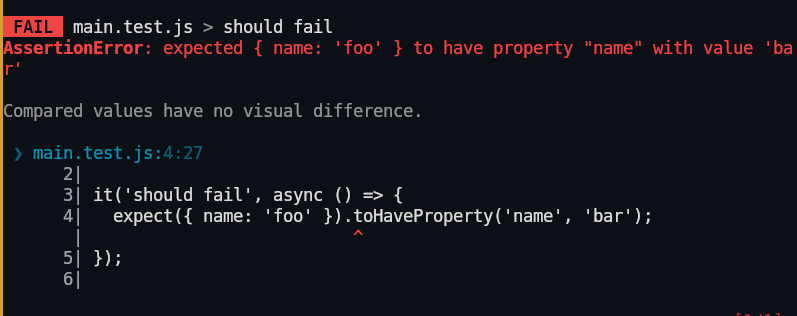 FAIL main.test.js > should fail
AssertionError: expected { name: 'foo' } to have property "name" with value 'ba
r'
Compared values have no visual difference.
❯ main.test.js:4:27
2|
3| it('should fail', async () => {
4|   expect({ name: 'foo' }).toHaveProperty('name', 'bar');
|                           ^
5| });
6|